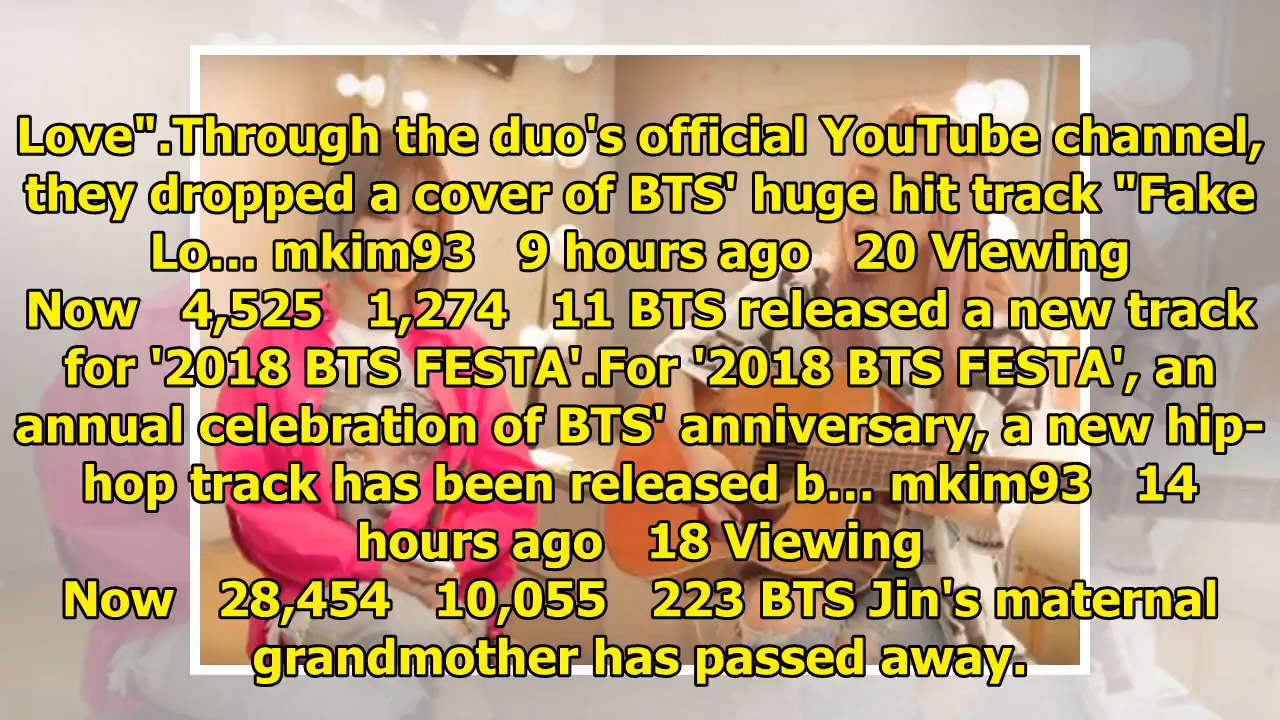 Love".Through the duo's official YouTube channel,
they dropped a cover of BTS' huge hit track "Fake
Lo... mkim93   9 hours ago   20 Viewing
Now   4,525   1,274   11 BTS released a new track
for '2018 BTS FESTA'.For '2018 BTS FESTA', an
annual celebration of BTS' anniversary, a new hip-
hop track has been released b... mkim93   14
hours ago   18 Viewing
Now   28,454   10,055   223 BTS Jin's maternal
grandmother has passed away.